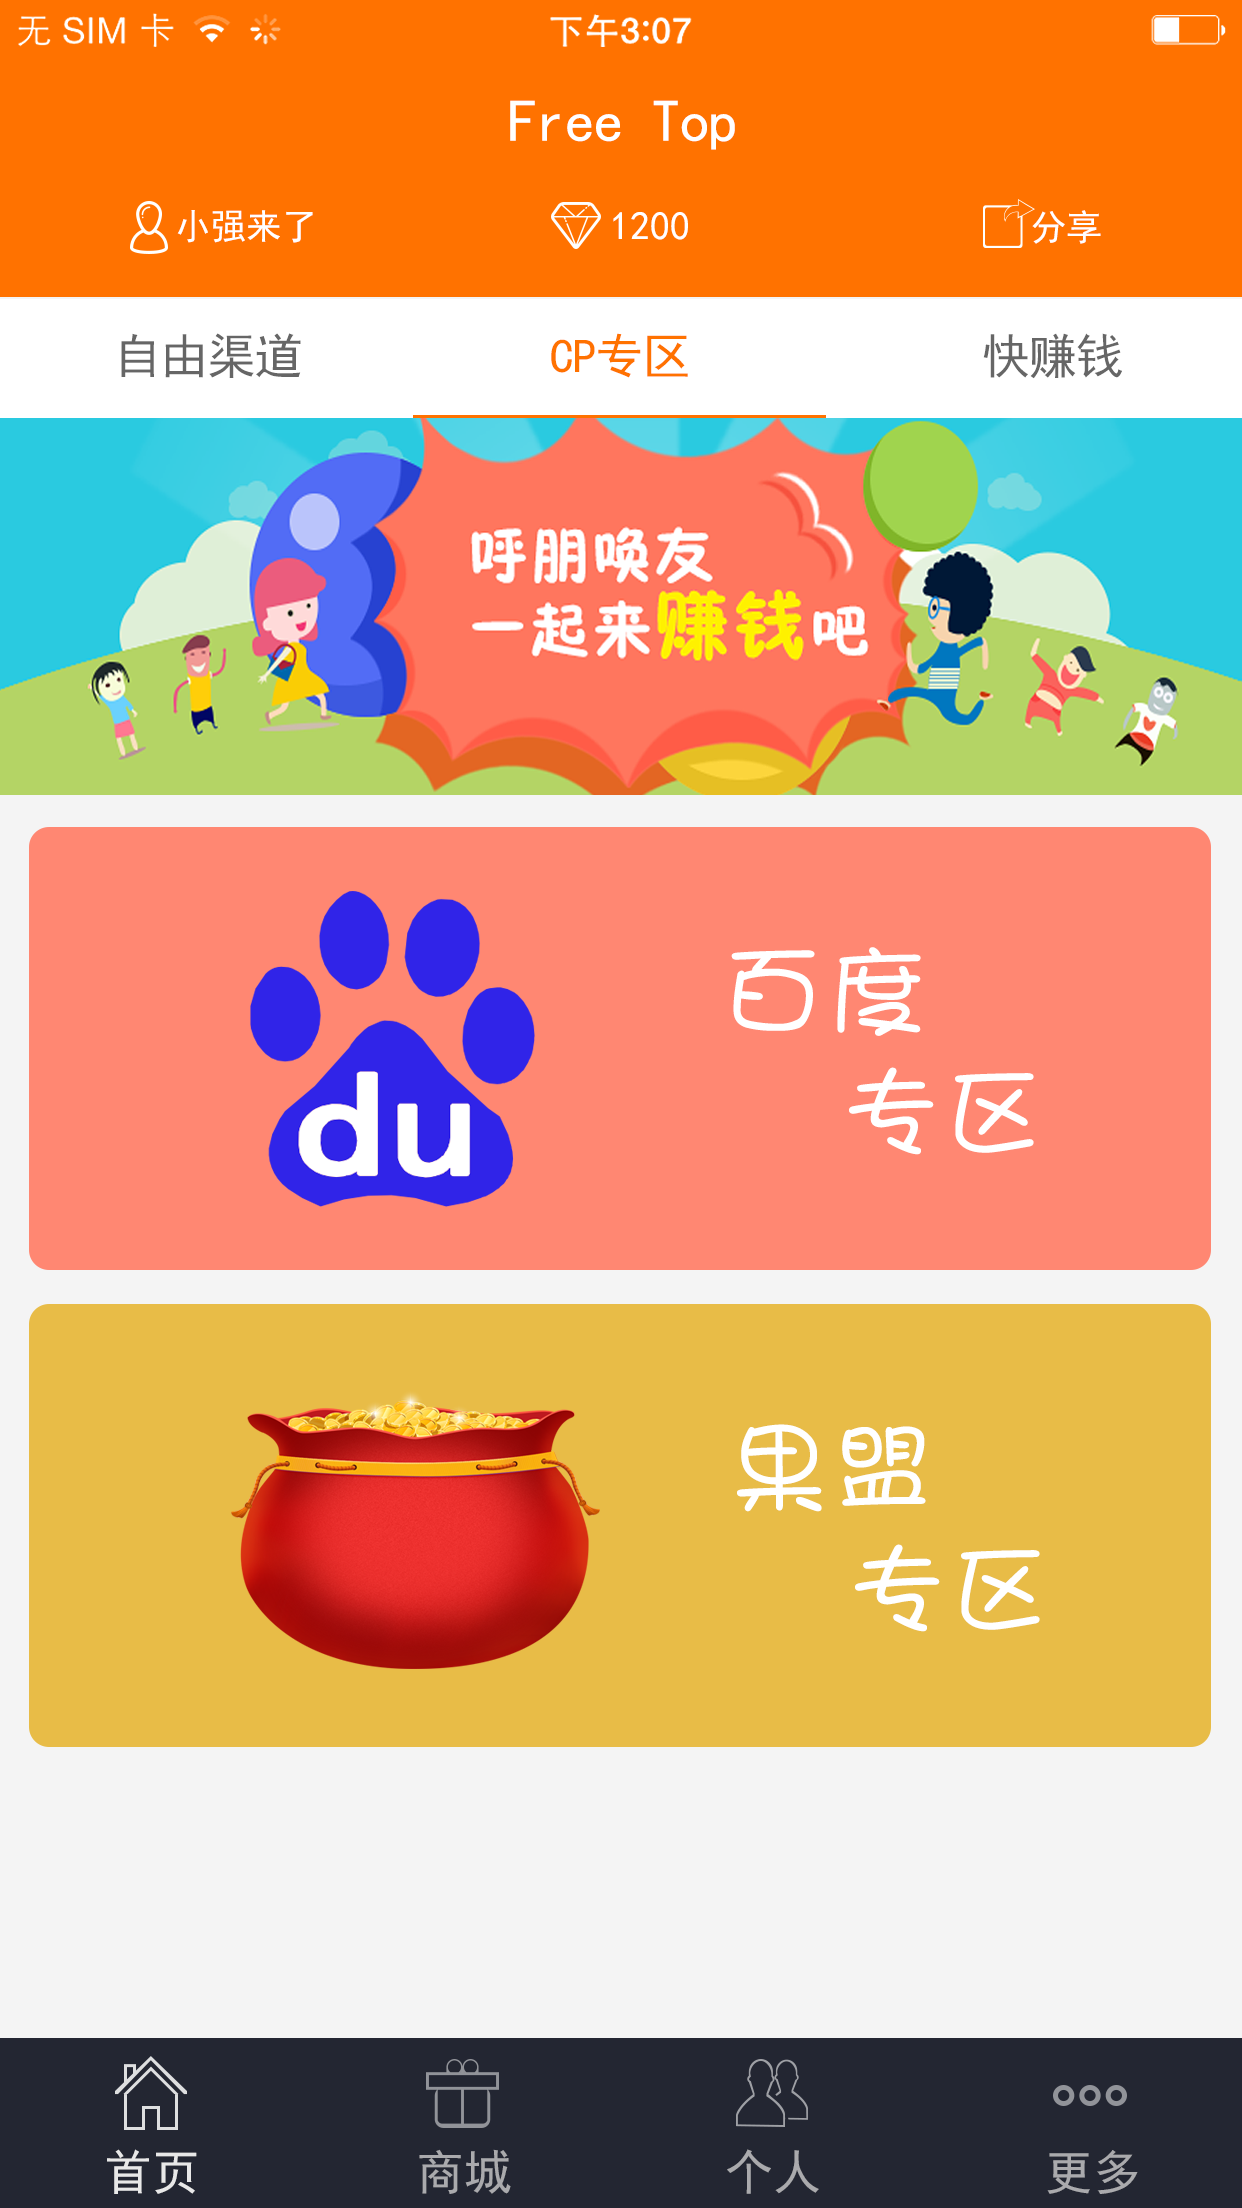 无 SIM 卡
下午3:07
Free Top
小强来了
1200
分享
自由渠道
CP专区
快赚钱
呼朋唤友
一起来赚钱吧
du
百度
专区
果盟
专区
首页
商城
个人
更多